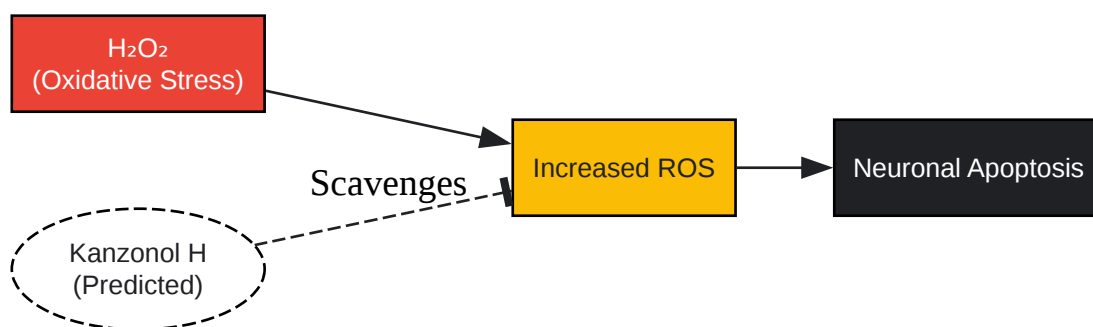 H₂O₂
(Oxidative Stress)
Scavenges
Increased ROS
Neuronal Apoptosis
Kanzonol H
(Predicted)